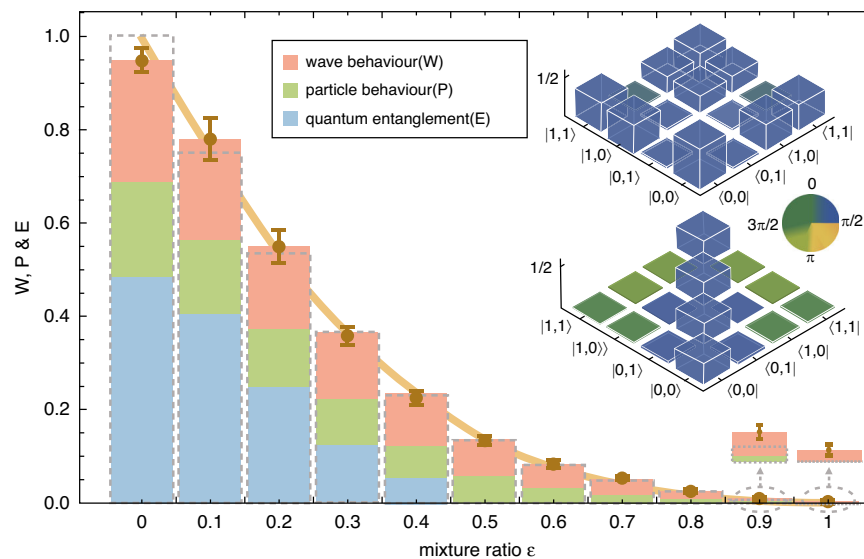 1.0
0.8
0.6
0.4
0.2
0.0
W, P & E
wave behaviour(W)
particle behaviour(P)
quantum entanglement(E)
0 0.1 0.2 0.3 0.4 0.5 0.6 0.7 0.8 0.9 1
mixture ratio ε
1/2
|1,1⟩
|1,0⟩
|0,1⟩
|0,0⟩
⟨0,0|
⟨0,1|
⟨1,0|
⟨1,1|
0
π/2
3π/2
π
1/2
|1,1⟩
|1,0⟩⟩
|0,1⟩
|0,0⟩
⟨0,0|
⟨0,1|
⟨1,0|
⟨1,1|